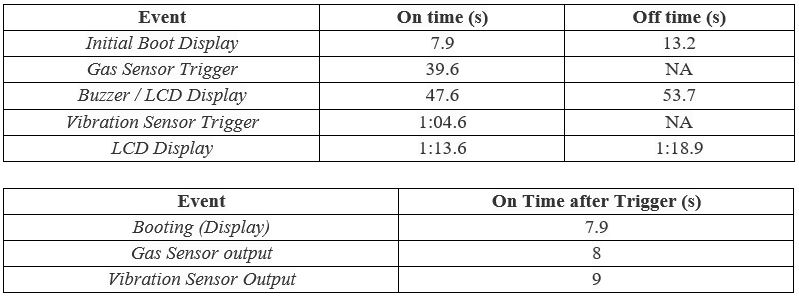 Event On time (s) Off time (s)
Initial Boot Display 7.9 13.2
Gas Sensor Trigger 39.6 NA
Buzzer / LCD Display 47.6 53.7
Vibration Sensor Trigger 1:04.6 NA
LCD Display 1:13.6 1:18.9
Event On Time after Trigger (s)
Booting (Display) 7.9
Gas Sensor output 8
Vibration Sensor Output 9